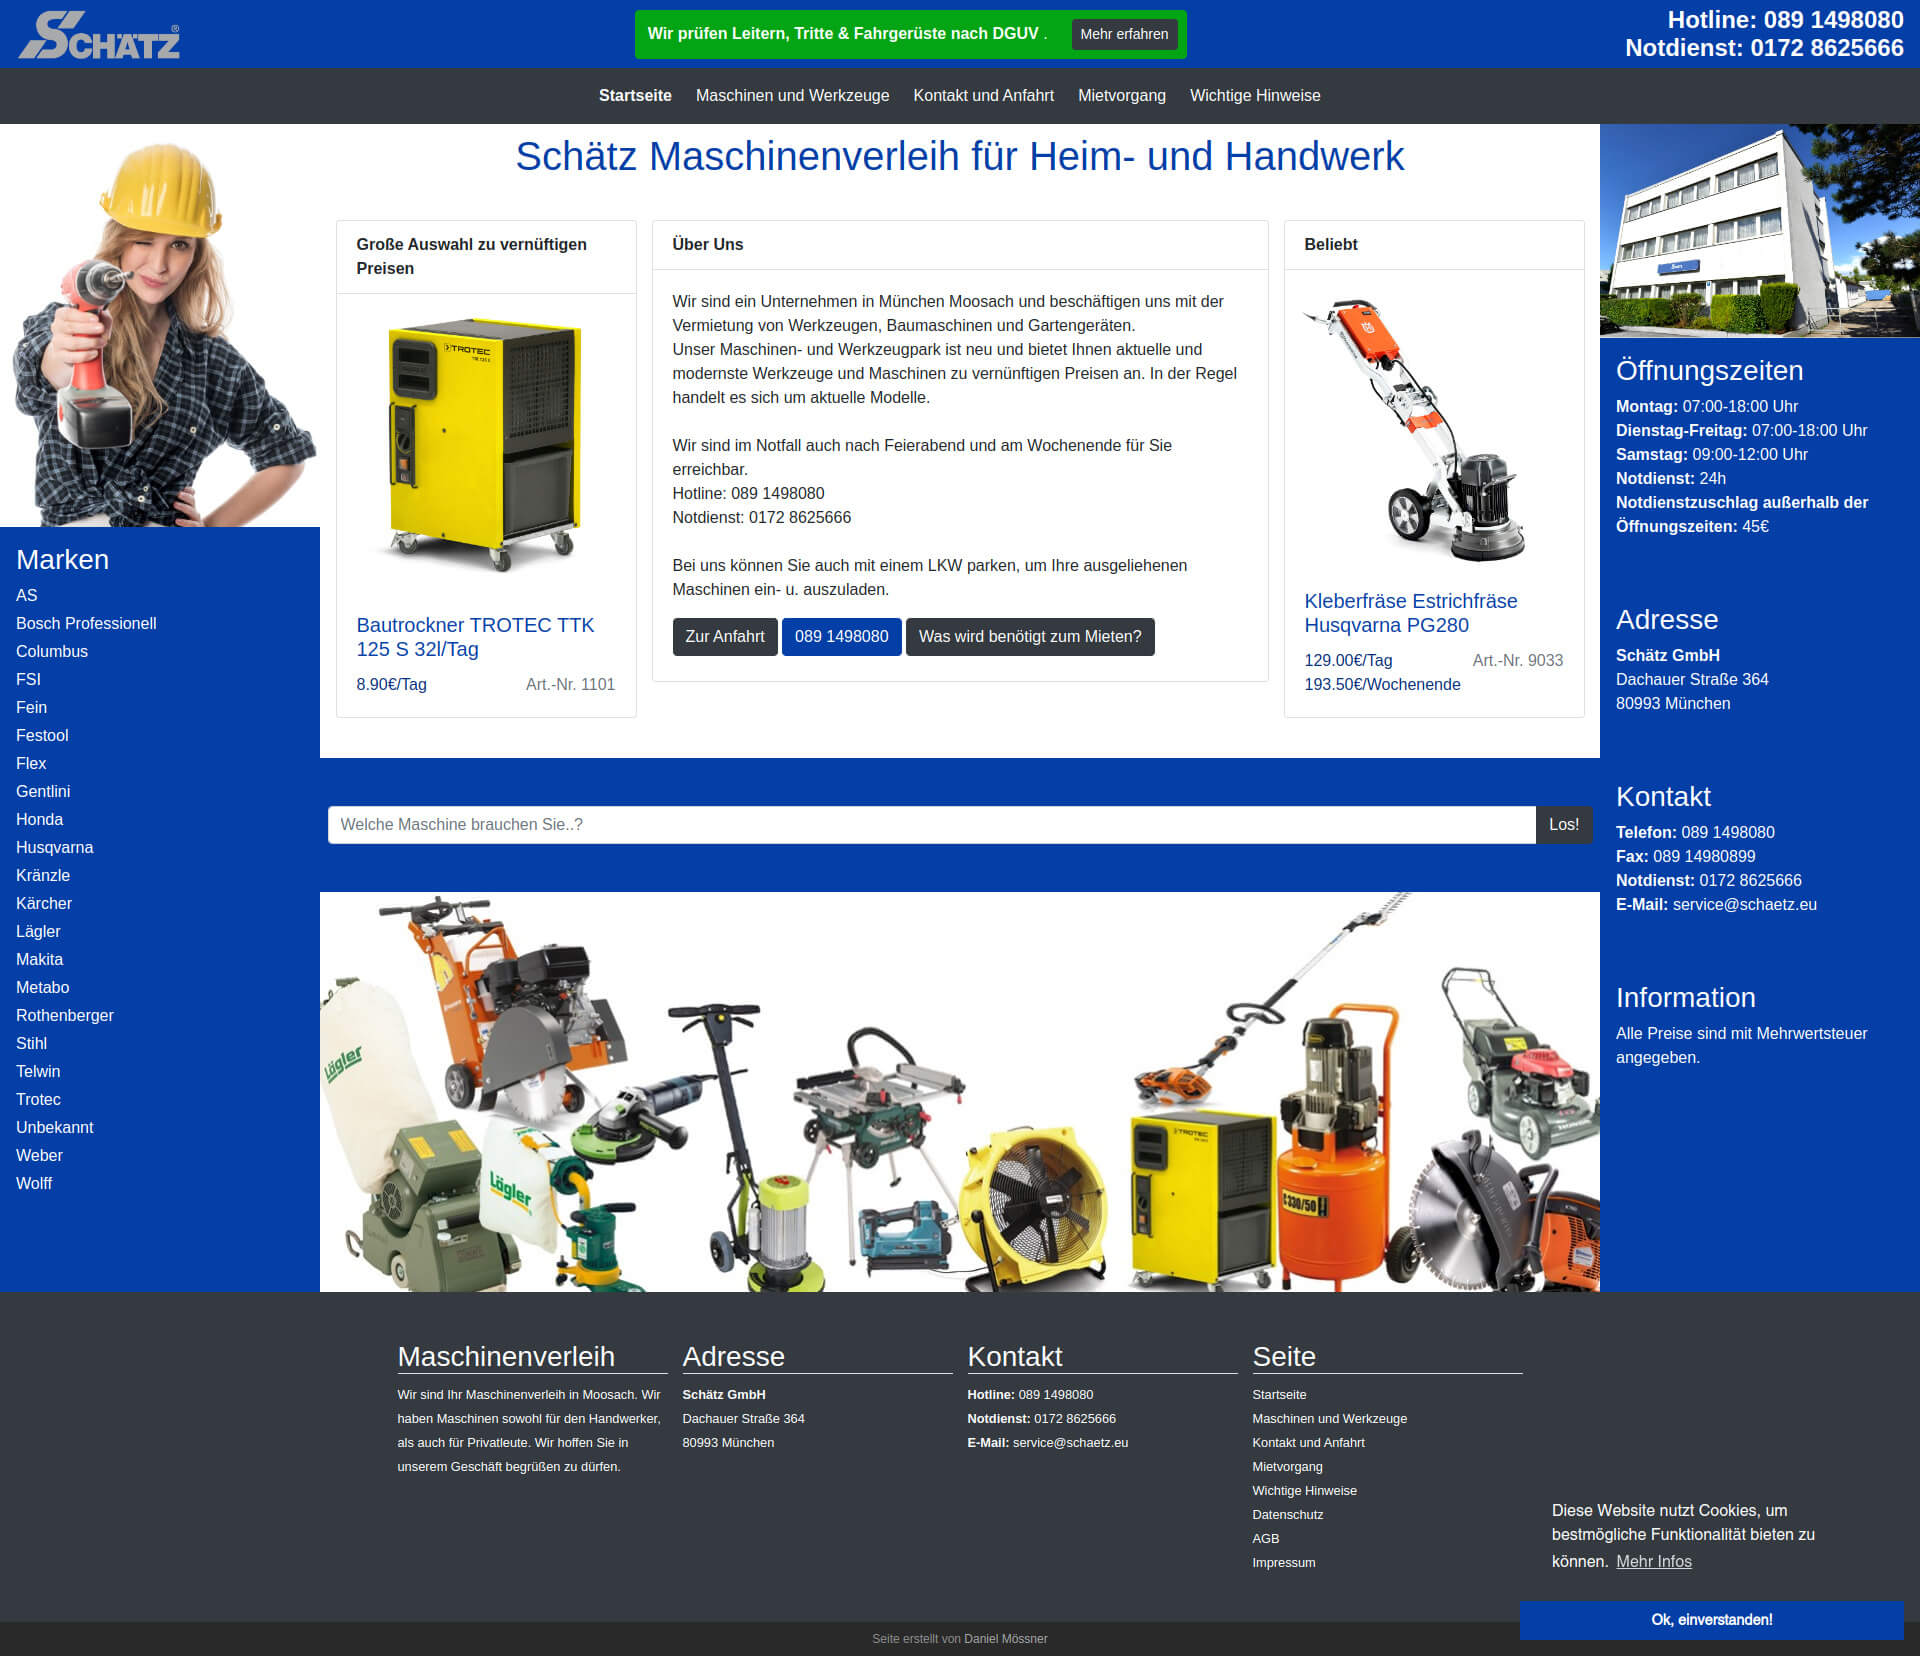 SCHÄTZ®
Wir prüfen Leitern, Tritte & Fahrgerüste nach DGUV .
Mehr erfahren
Hotline: 089 1498080
Notdienst: 0172 8625666
Startseite Maschinen und Werkzeuge Kontakt und Anfahrt Mietvorgang Wichtige Hinweise
Schätz Maschinenverleih für Heim- und Handwerk
Große Auswahl zu vernüftigen
Preisen
TROTEC
Bautrockner TROTEC TTK
125 S 32l/Tag
8.90€/Tag Art.-Nr. 1101
Über Uns
Wir sind ein Unternehmen in München Moosach und beschäftigen uns mit der
Vermietung von Werkzeugen, Baumaschinen und Gartengeräten.
Unser Maschinen- und Werkzeugpark ist neu und bietet Ihnen aktuelle und
modernste Werkzeuge und Maschinen zu vernünftigen Preisen an. In der Regel
handelt es sich um aktuelle Modelle.
Wir sind im Notfall auch nach Feierabend und am Wochenende für Sie
erreichbar.
Hotline: 089 1498080
Notdienst: 0172 8625666
Bei uns können Sie auch mit einem LKW parken, um Ihre ausgeliehenen
Maschinen ein- u. auszuladen.
Zur Anfahrt
089 1498080
Was wird benötigt zum Mieten?
Beliebt
Kleberfräse Estrichfräse
Husqvarna PG280
129.00€/Tag Art.-Nr. 9033
193.50€/Wochenende
Marken
AS
Bosch Professionell
Columbus
FSI
Fein
Festool
Flex
Gentlini
Honda
Husqvarna
Kränzle
Kärcher
Lägler
Makita
Metabo
Rothenberger
Stihl
Telwin
Trotec
Unbekannt
Weber
Wolff
Welche Maschine brauchen Sie..?
Los!
Lägler
Lägler
TROTEC
C 330/50
HONDA
Öffnungszeiten
Montag: 07:00-18:00 Uhr
Dienstag-Freitag: 07:00-18:00 Uhr
Samstag: 09:00-12:00 Uhr
Notdienst: 24h
Notdienstzuschlag außerhalb der
Öffnungszeiten: 45€
Adresse
Schätz GmbH
Dachauer Straße 364
80993 München
Kontakt
Telefon: 089 1498080
Fax: 089 14980899
Notdienst: 0172 8625666
E-Mail: service@schaetz.eu
Information
Alle Preise sind mit Mehrwertsteuer
angegeben.
Maschinenverleih
Wir sind Ihr Maschinenverleih in Moosach. Wir
haben Maschinen sowohl für den Handwerker,
als auch für Privatleute. Wir hoffen Sie in
unserem Geschäft begrüßen zu dürfen.
Adresse
Schätz GmbH
Dachauer Straße 364
80993 München
Kontakt
Hotline: 089 1498080
Notdienst: 0172 8625666
E-Mail: service@schaetz.eu
Seite
Startseite
Maschinen und Werkzeuge
Kontakt und Anfahrt
Mietvorgang
Wichtige Hinweise
Datenschutz
AGB
Impressum
Diese Website nutzt Cookies, um
bestmögliche Funktionalität bieten zu
können. Mehr Infos
Ok, einverstanden!
Seite erstellt von Daniel Mössner